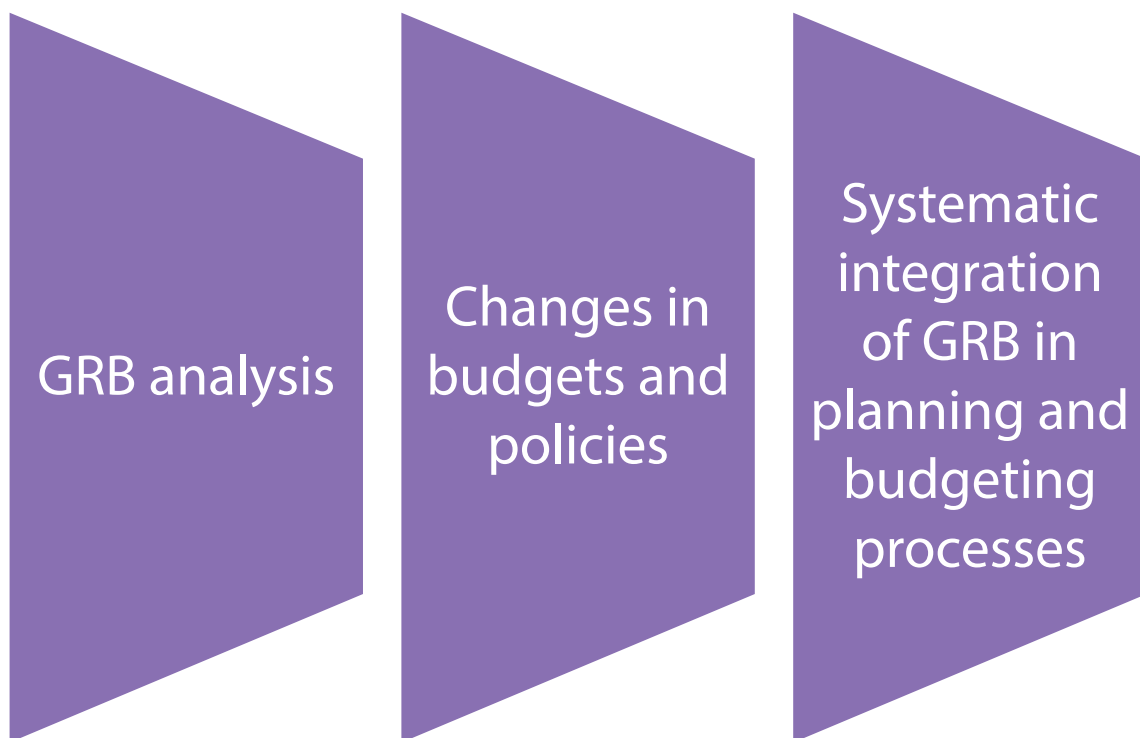 GRB analysis
Changes in
budgets and
policies
Systematic
integration
of GRB in
planning and
budgeting
processes